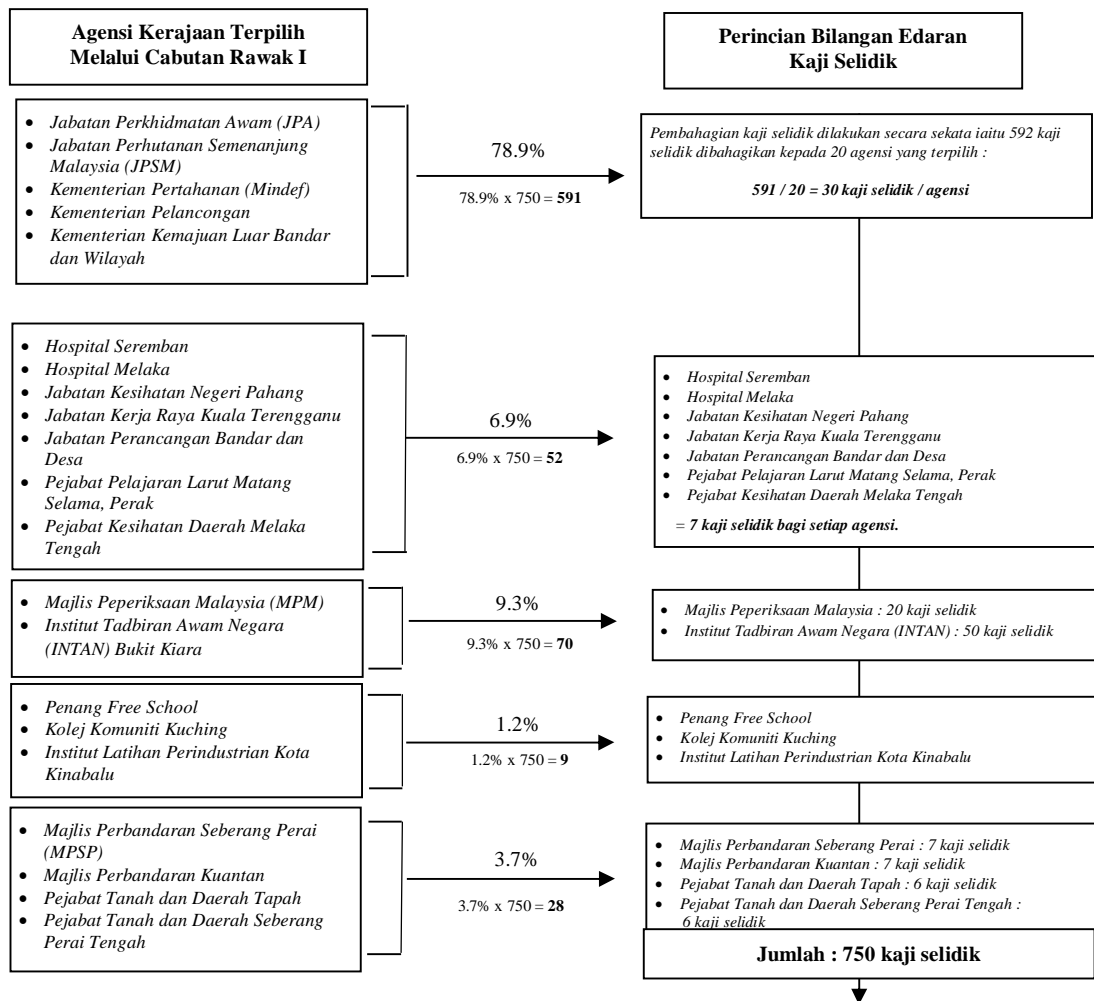 Agensi Kerajaan Terpilih
Melalui Cabutan Rawak I
Perincian Bilangan Edaran
Kaji Selidik
• Jabatan Perkhidmatan Awam (JPA)
• Jabatan Perhutanan Semenanjung
Malaysia (JPSM)
• Kementerian Pertahanan (Mindef)
• Kementerian Pelancongan
• Kementerian Kemajuan Luar Bandar
dan Wilayah
78.9%
78.9% x 750 = 591
Pembahagian kaji selidik dilakukan secara sekata iaitu 592 kaji
selidik dibahagikan kepada 20 agensi yang terpilih :
591 / 20 = 30 kaji selidik / agensi
• Hospital Seremban
• Hospital Melaka
• Jabatan Kesihatan Negeri Pahang
• Jabatan Kerja Raya Kuala Terengganu
• Jabatan Perancangan Bandar dan
Desa
• Pejabat Pelajaran Larut Matang
Selama, Perak
• Pejabat Kesihatan Daerah Melaka
Tengah
6.9%
6.9% x 750 = 52
• Hospital Seremban
• Hospital Melaka
• Jabatan Kesihatan Negeri Pahang
• Jabatan Kerja Raya Kuala Terengganu
• Jabatan Perancangan Bandar dan Desa
• Pejabat Pelajaran Larut Matang Selama, Perak
• Pejabat Kesihatan Daerah Melaka Tengah
= 7 kaji selidik bagi setiap agensi.
• Majlis Peperiksaan Malaysia (MPM)
• Institut Tadbiran Awam Negara
(INTAN) Bukit Kiara
9.3%
9.3% x 750 = 70
• Majlis Peperiksaan Malaysia : 20 kaji selidik
• Institut Tadbiran Awam Negara (INTAN) : 50 kaji selidik
• Penang Free School
• Kolej Komuniti Kuching
• Institut Latihan Perindustrian Kota
Kinabalu
1.2%
1.2% x 750 = 9
• Penang Free School
• Kolej Komuniti Kuching
• Institut Latihan Perindustrian Kota Kinabalu
• Majlis Perbandaran Seberang Perai
(MPSP)
• Majlis Perbandaran Kuantan
• Pejabat Tanah dan Daerah Tapah
• Pejabat Tanah dan Daerah Seberang
Perai Tengah
3.7%
3.7% x 750 = 28
• Majlis Perbandaran Seberang Perai : 7 kaji selidik
• Majlis Perbandaran Kuantan : 7 kaji selidik
• Pejabat Tanah dan Daerah Tapah : 6 kaji selidik
• Pejabat Tanah dan Daerah Seberang Perai Tengah :
6 kaji selidik
Jumlah : 750 kaji selidik